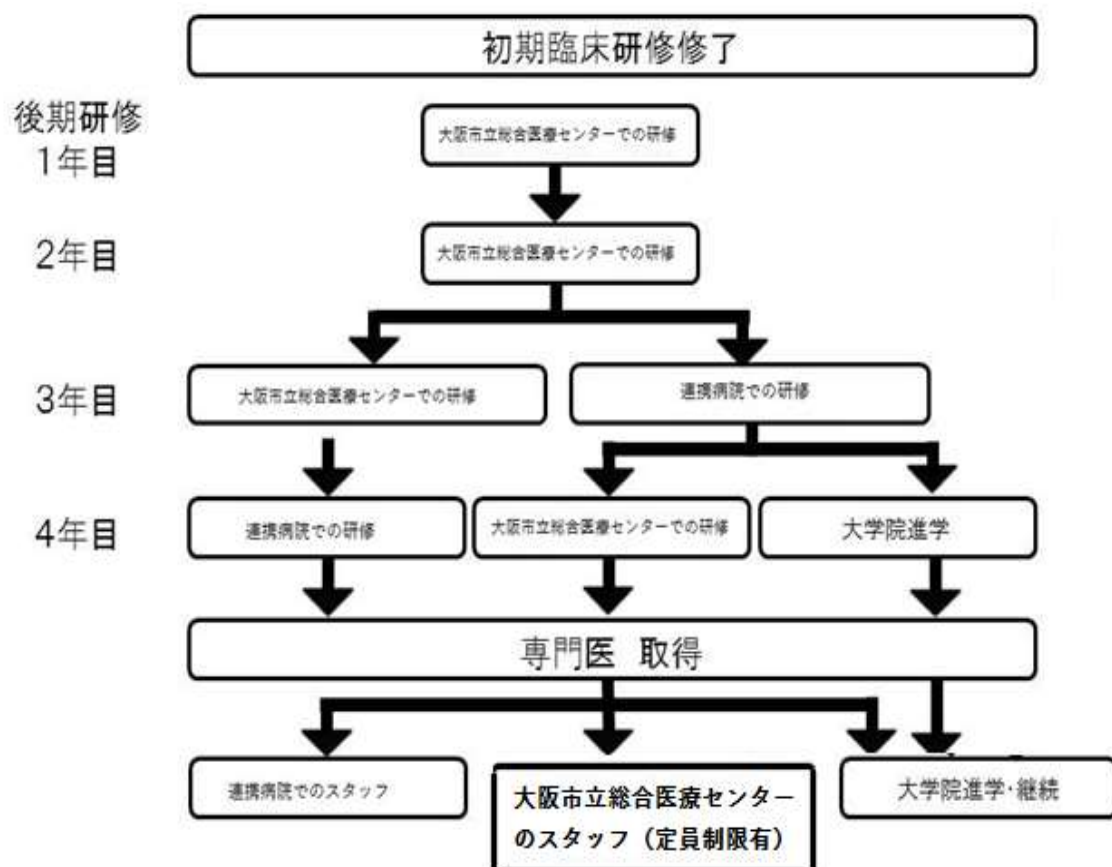 初期臨床研修修了
後期研修
1年目
大阪市立総合医療センターでの研修
2年目
大阪市立総合医療センターでの研修
3年目
大阪市立総合医療センターでの研修
連携病院での研修
4年目
連携病院での研修
大阪市立総合医療センターでの研修
大学院進学
専門医 取得
連携病院でのスタッフ
大阪市立総合医療センター
のスタッフ（定員制限有）
大学院進学・継続